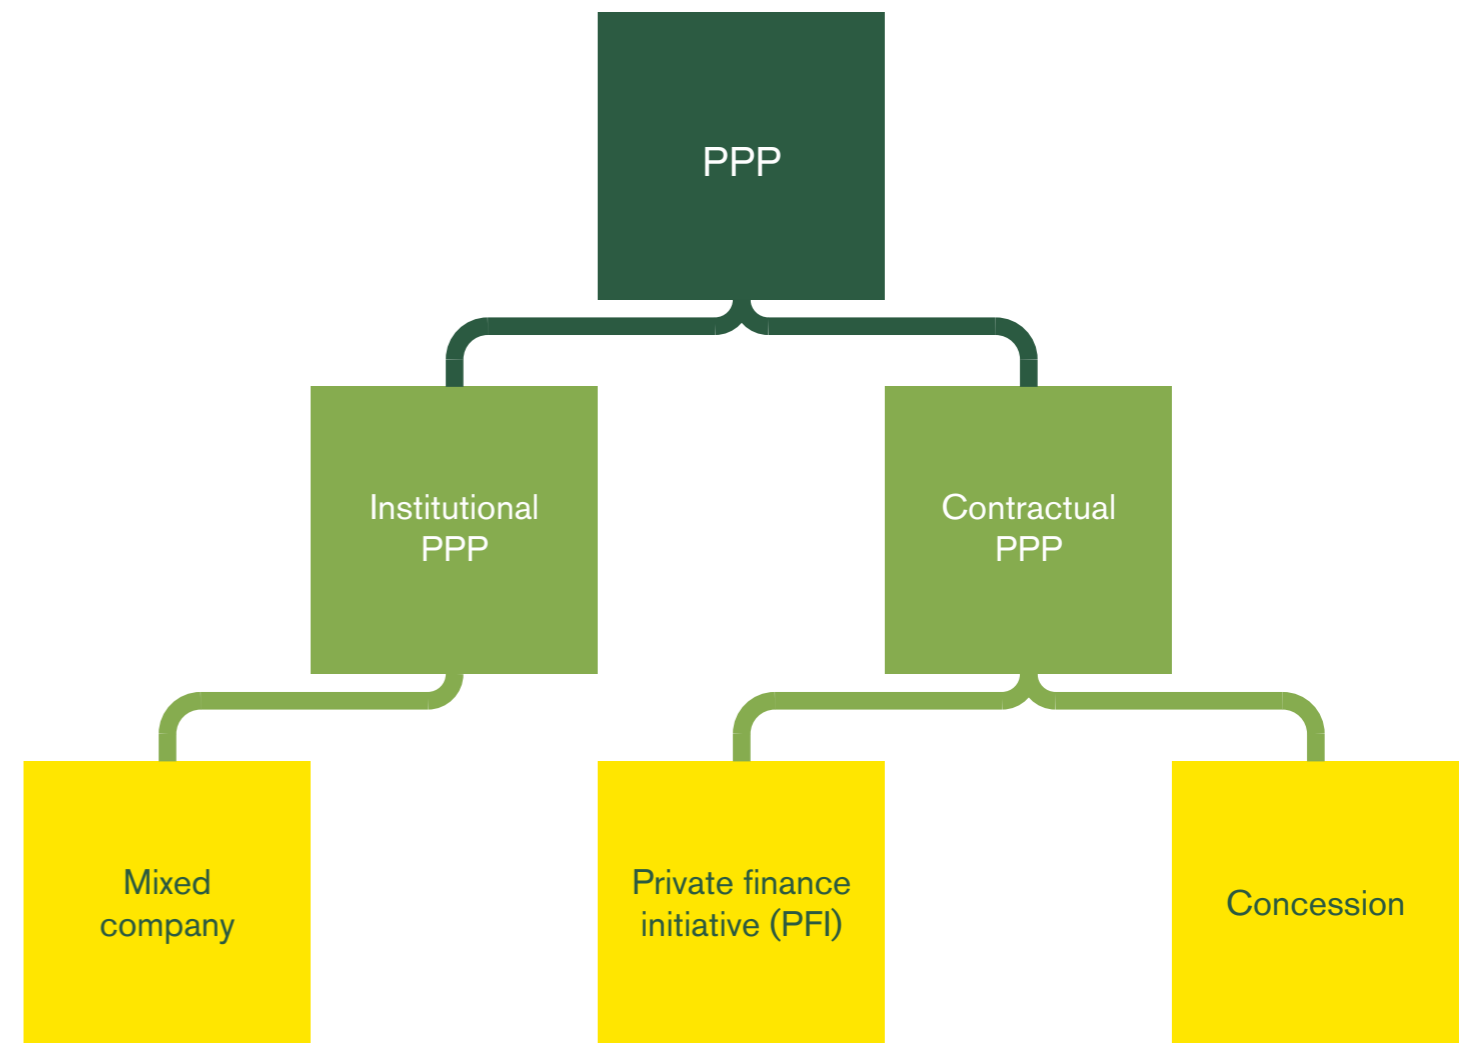 PPP
Institutional
PPP
Contractual
PPP
Mixed
company
Private finance
initiative (PFI)
Concession